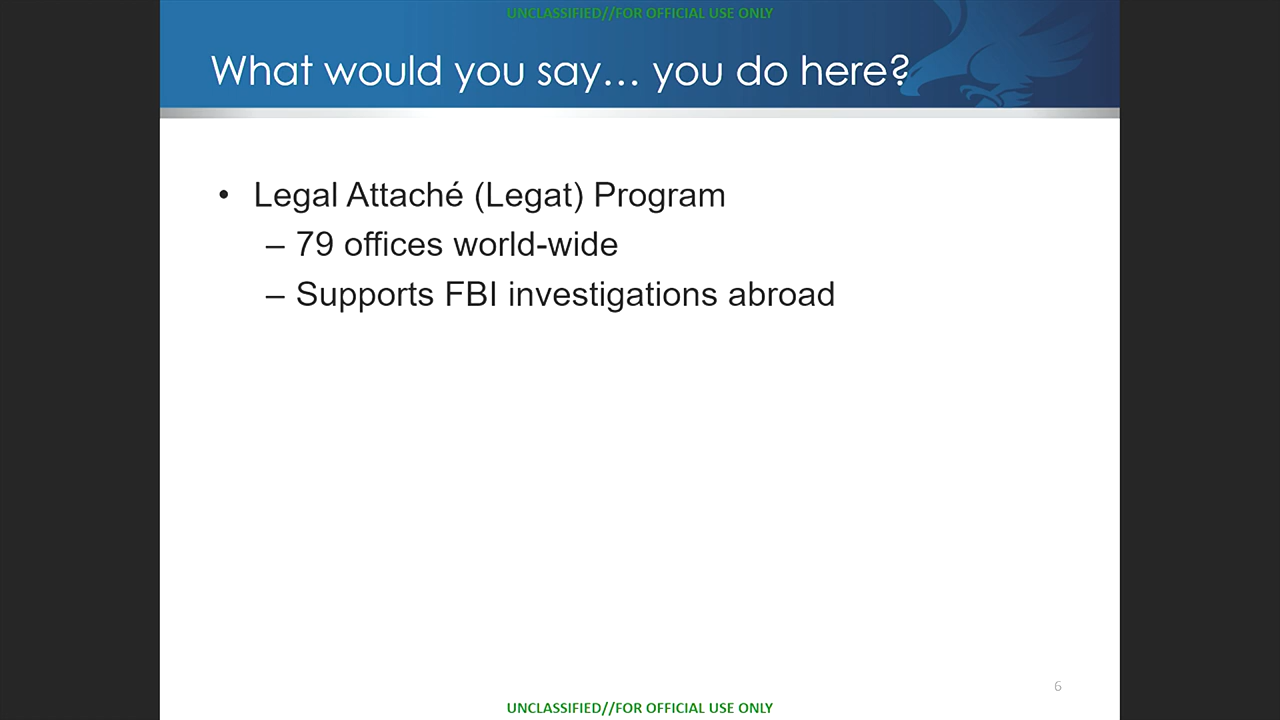 UNCLASSIFIED//FOR OFFICIAL USE ONLY
What would you say… you do here?
• Legal Attaché (Legat) Program
– 79 offices world-wide
– Supports FBI investigations abroad
6
UNCLASSIFIED//FOR OFFICIAL USE ONLY